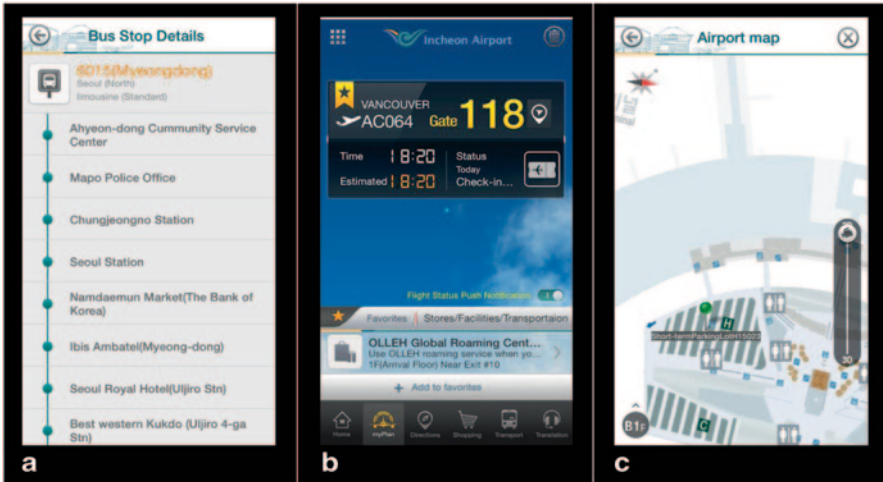 Bus Stop Details
6015(Myeongdong)
Seoul (North)
limousine (Standard)
Ahyeon-dong Cummunity Service
Center
Mapo Police Office
Chungjeongno Station
Seoul Station
Namdaemun Market(The Bank of
Korea)
Ibis Ambatel(Myeong-dong)
Seoul Royal Hotel(Uljiro Stn)
Best western Kukdo (Uljiro 4-ga
Stn)
a
Incheon Airport
VANCOUVER
AC064 Gate 118
Time 18:20 Status
Today
Estimated 18:20 Check-in...
Flight Status Push Notification
Favorites Stores/Facilities/Transportaion
OLLEH Global Roaming Cent...
Use OLLEH roaming service when yo...
1F(Arrival Floor) Near Exit #10
+ Add to favorites
Home myPlan Directions Shopping Transport Translation
b
Airport map
H
C
30
B1F
c